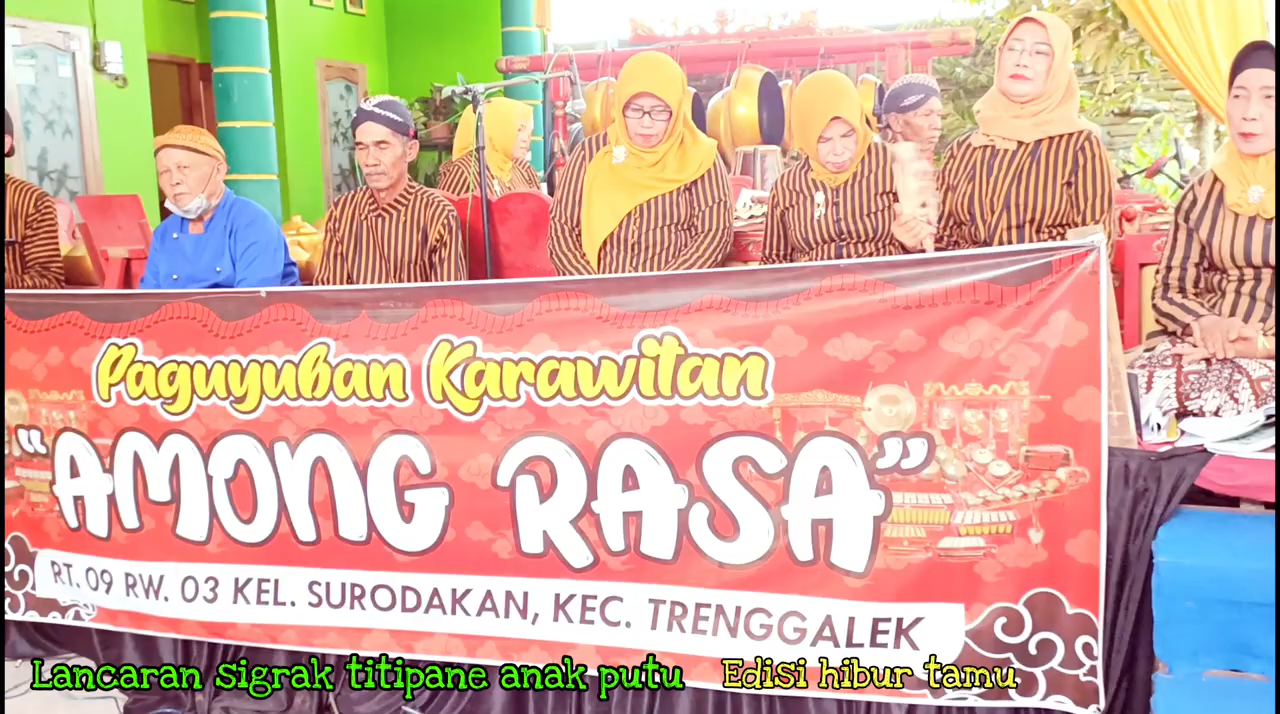 Paguyuban Karawitan
"AMONG RASA"
RT. 09 RW. 03 KEL. SURODAKAN, KEC. TRENGGALEK
Lancaran sigrak titipane anak putu Edisi hibur tamu